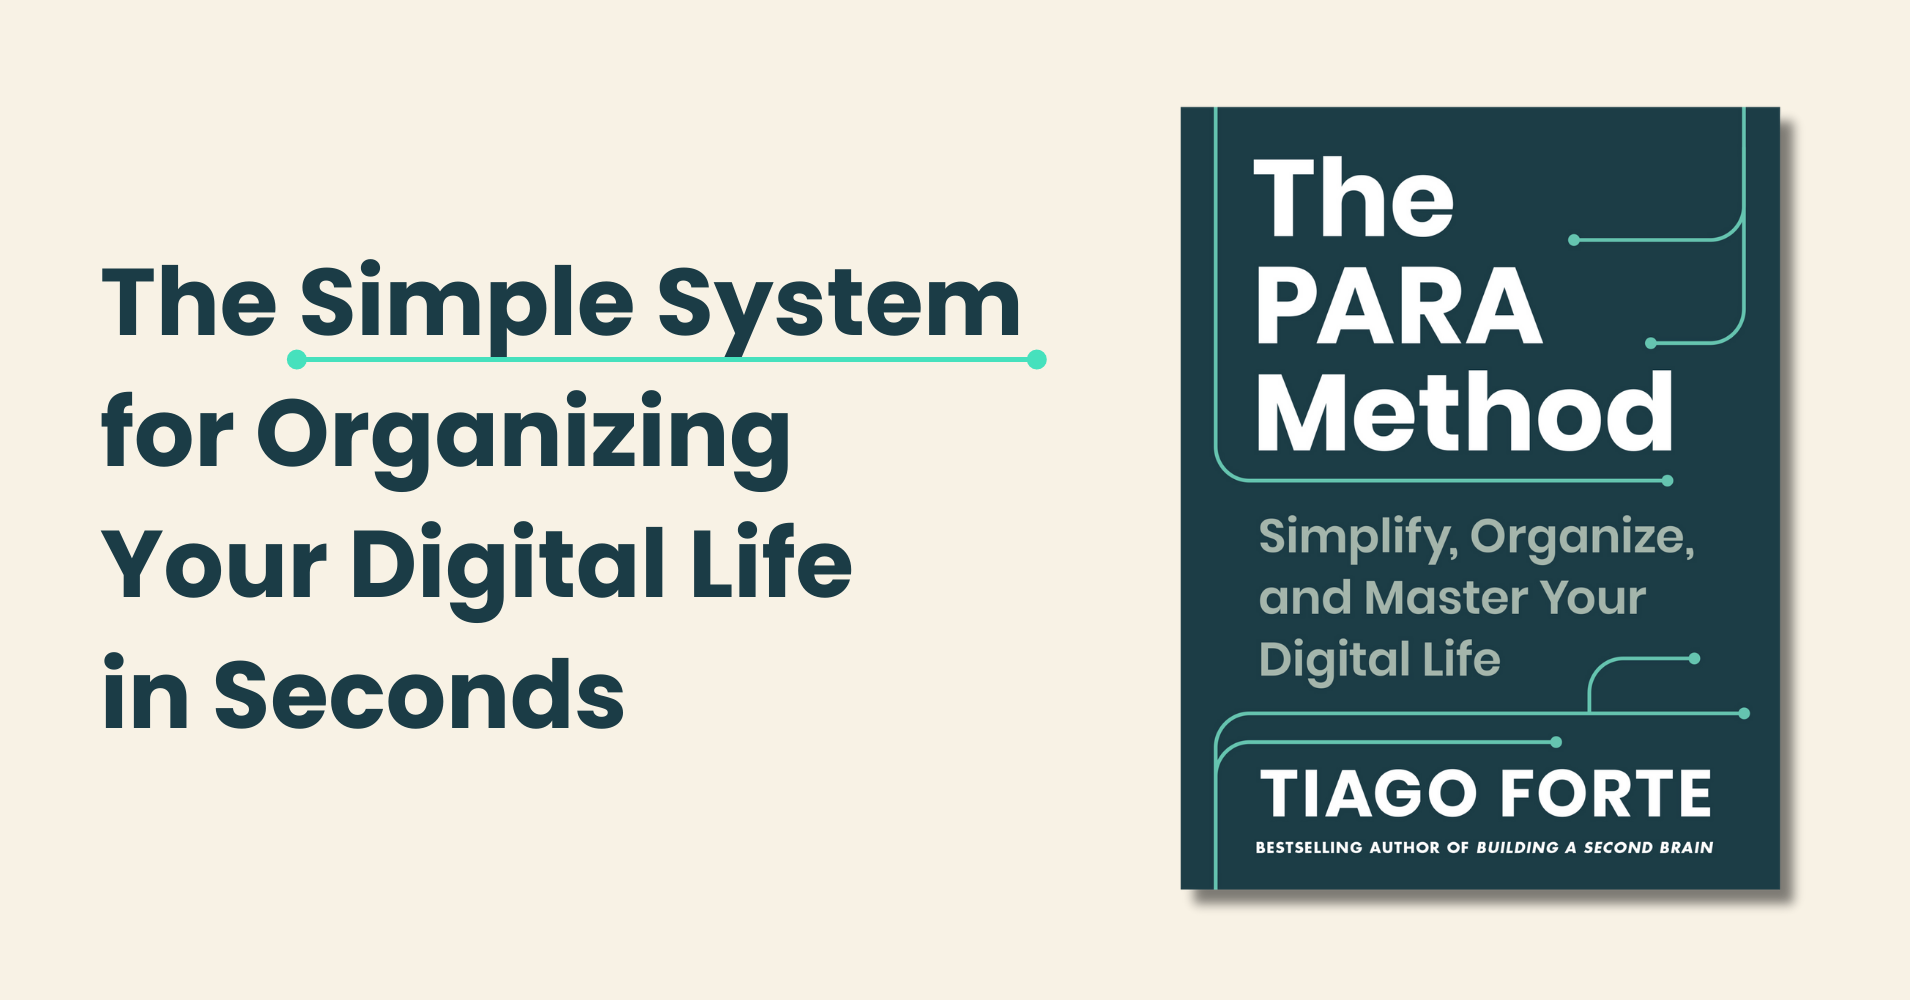 The Simple System
for Organizing
Your Digital Life
in Seconds
The
PARA
Method
Simplify, Organize,
and Master Your
Digital Life
TIAGO FORTE
BESTSELLING AUTHOR OF BUILDING A SECOND BRAIN